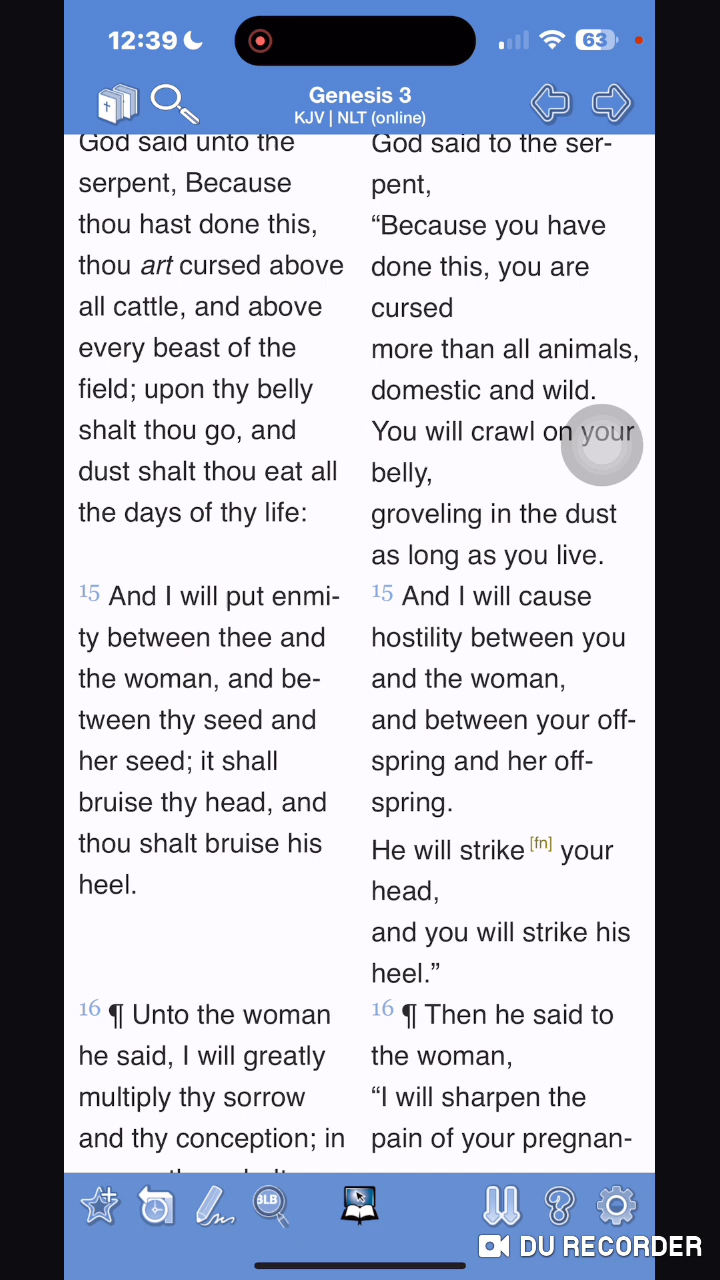 12:39
63
Genesis 3
KJV | NLT (online)
God said unto the
serpent, Because
thou hast done this,
thou art cursed above
all cattle, and above
every beast of the
field; upon thy belly
shalt thou go, and
dust shalt thou eat all
the days of thy life:
15 And I will put enmi-
ty between thee and
the woman, and be-
tween thy seed and
her seed; it shall
bruise thy head, and
thou shalt bruise his
heel.
16 ¶ Unto the woman
he said, I will greatly
multiply thy sorrow
and thy conception; in
God said to the ser-
pent,
“Because you have
done this, you are
cursed
more than all animals,
domestic and wild.
You will crawl on your
belly,
groveling in the dust
as long as you live.
15 And I will cause
hostility between you
and the woman,
and between your off-
spring and her off-
spring.
He will strike [fn] your
head,
and you will strike his
heel.”
16 ¶ Then he said to
the woman,
“I will sharpen the
pain of your pregnan-
BLB
DU RECORDER